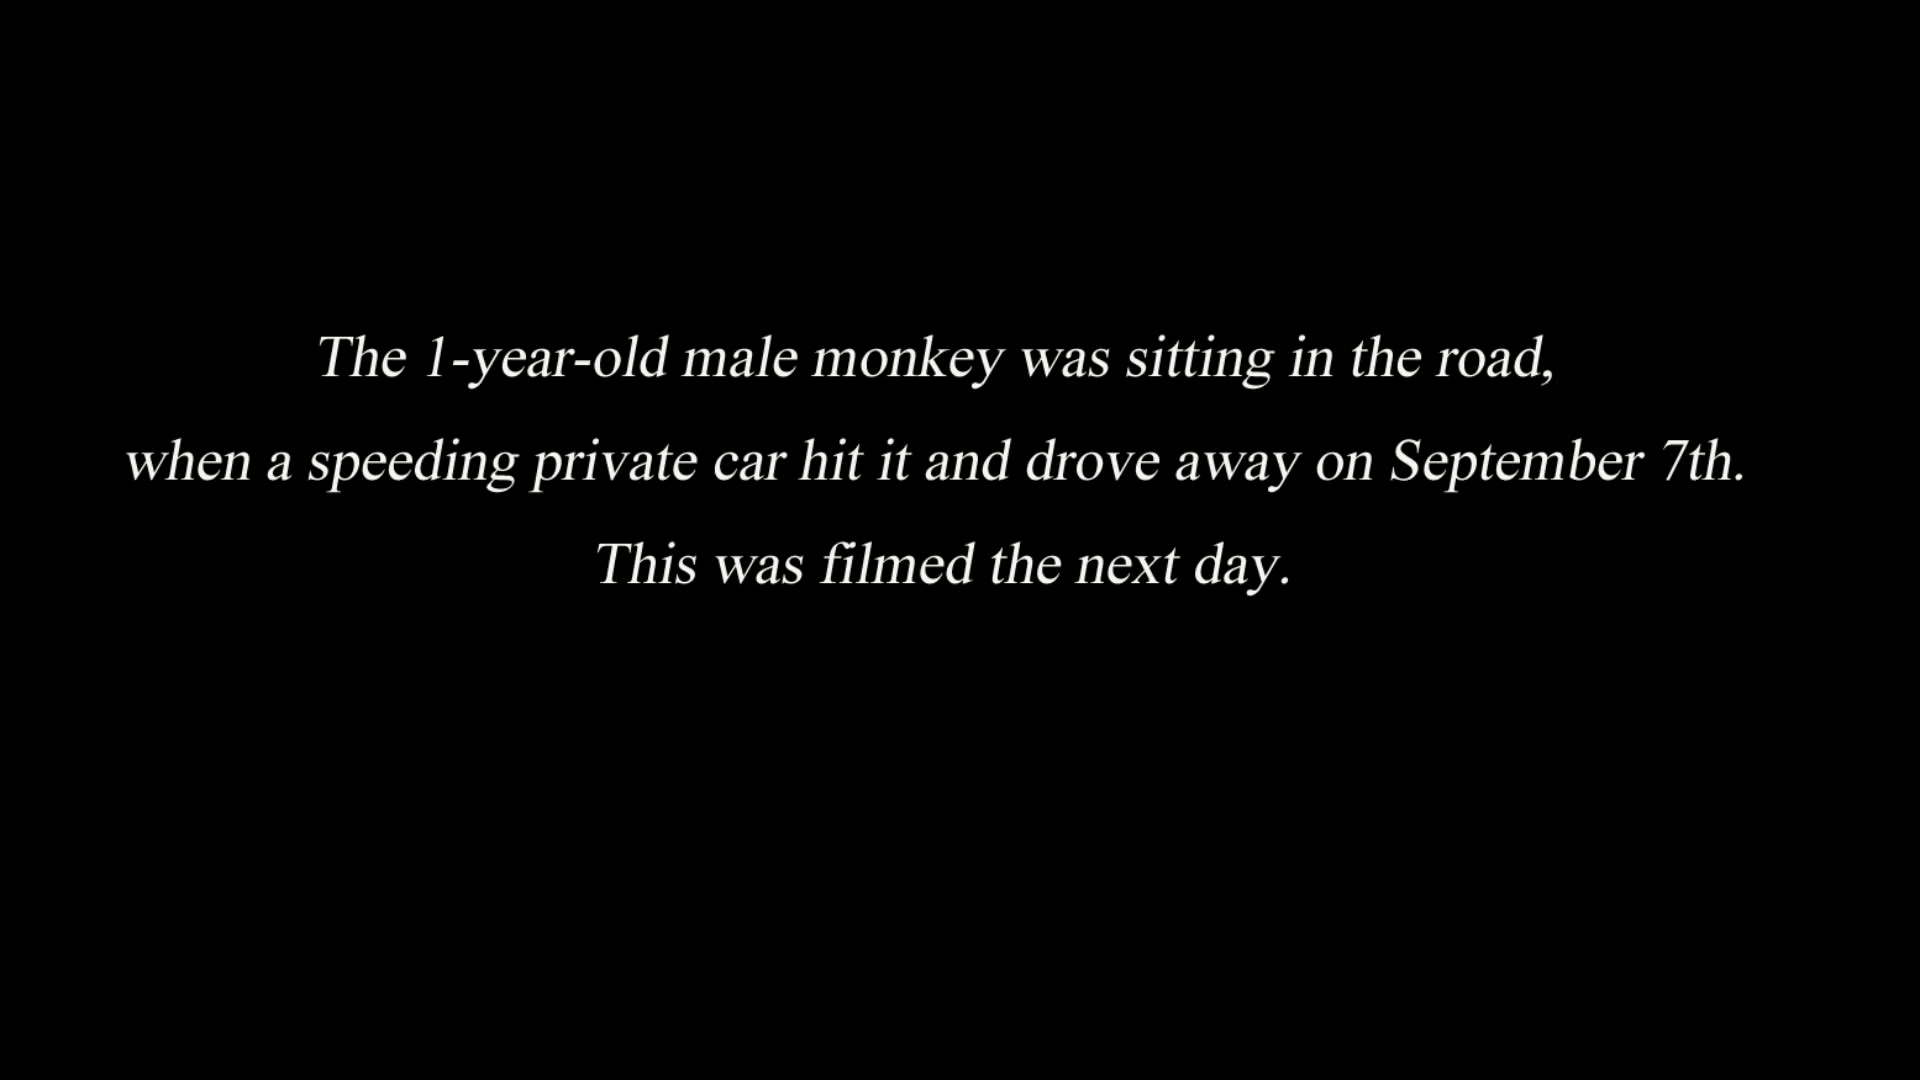 The 1-year-old male monkey was sitting in the road,
when a speeding private car hit it and drove away on September 7th.
This was filmed the next day.